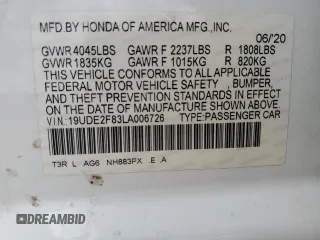 MFD. BY HONDA OF AMERICA MFG., INC.
06/'20
GVWR 4045LBS GAWR F 2237LBS R 1808LBS
GVWR 1835KG GAWR F 1015KG R 820KG
THIS VEHICLE CONFORMS TO ALL APPLICABLE
FEDERAL MOTOR VEHICLE SAFETY , BUMPER,
AND THEFT PREVENTION STANDARDS IN EFFECT
ON THE DATE OF MANUFACTURE SHOWN ABOVE.
V.I.N:19UDE2F83LA006726 TYPE:PASSENGER CAR
T3R L AG6 NH883PX .E .A
DREAMBID